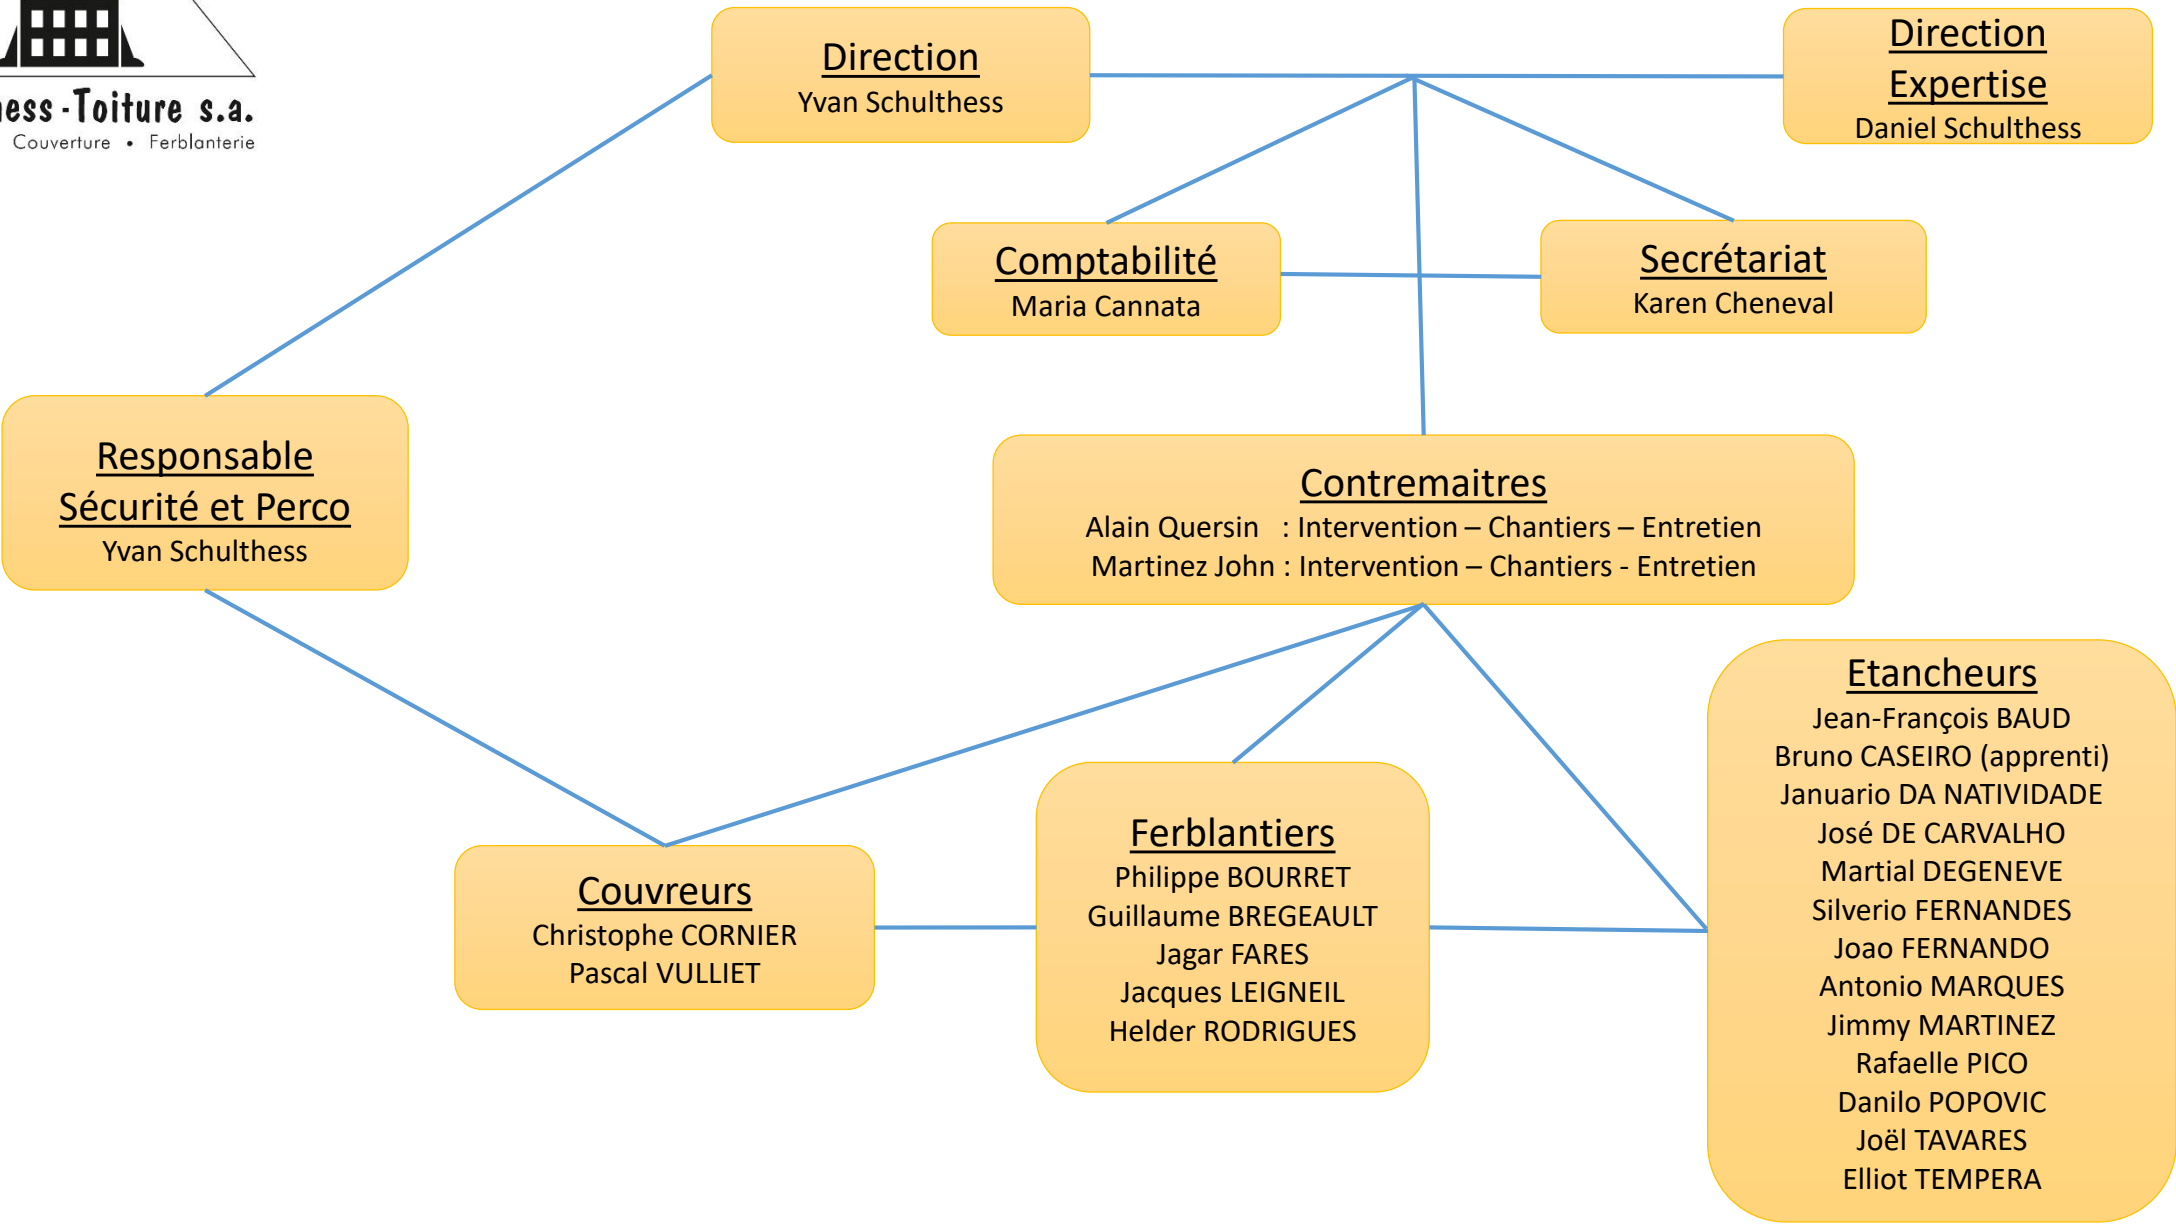 ess-Toiture s.a.
Couverture • Ferblanterie
Direction
Yvan Schulthess
Direction
Expertise
Daniel Schulthess
Comptabilité
Maria Cannata
Secrétariat
Karen Cheneval
Responsable
Sécurité et Perco
Yvan Schulthess
Contremaitres
Alain Quersin : Intervention – Chantiers – Entretien
Martinez John : Intervention – Chantiers - Entretien
Couvreurs
Christophe CORNIER
Pascal VULLIET
Ferblantiers
Philippe BOURRET
Guillaume BREGEAULT
Jagar FARES
Jacques LEIGNEIL
Helder RODRIGUES
Etancheurs
Jean-François BAUD
Bruno CASEIRO (apprenti)
Januario DA NATIVIDADE
José DE CARVALHO
Martial DEGENEVE
Silverio FERNANDES
Joao FERNANDO
Antonio MARQUES
Jimmy MARTINEZ
Rafaelle PICO
Danilo POPOVIC
Joël TAVARES
Elliot TEMPERA